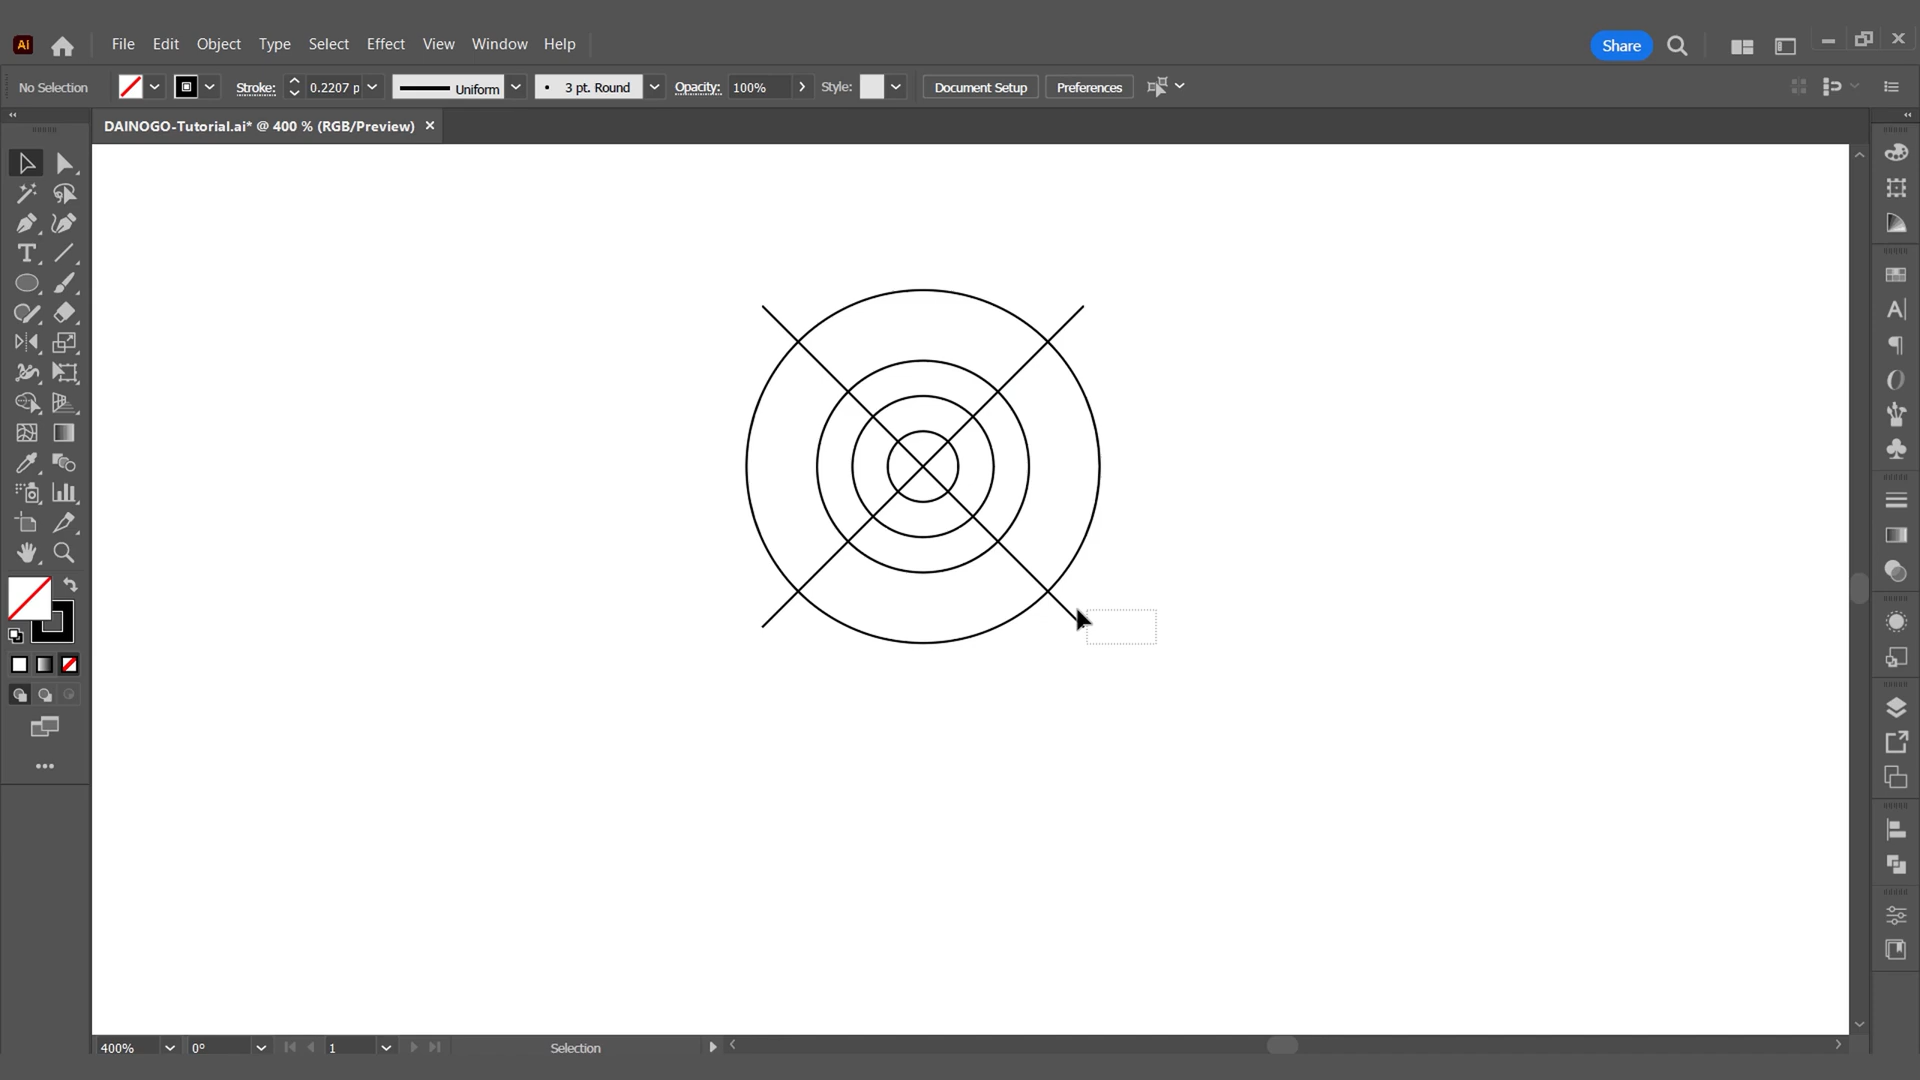 Ai File Edit Object Type Select Effect View Window Help Share
No Selection Stroke: 0.2207 p Uniform 3 pt. Round Opacity: 100% Style: Document Setup Preferences
DAINOGO-Tutorial.ai* @ 400 % (RGB/Preview) ×
400% 0° 1 Selection